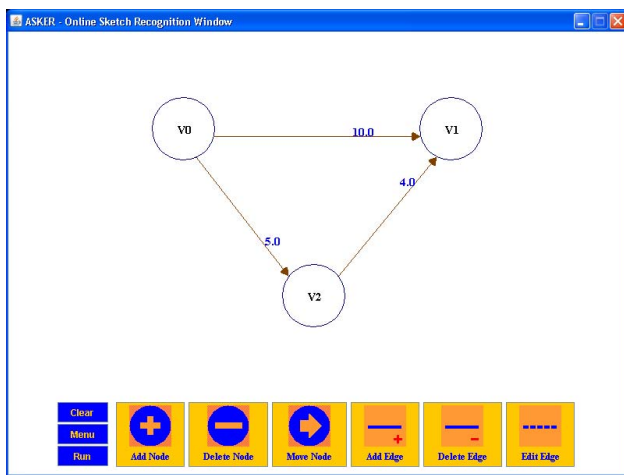 ASKER - Online Sketch Recognition Window
V0
10.0
V1
4.0
5.0
V2
Clear
Menu
Run
Add Node
Delete Node
Move Node
Add Edge
Delete Edge
Edit Edge